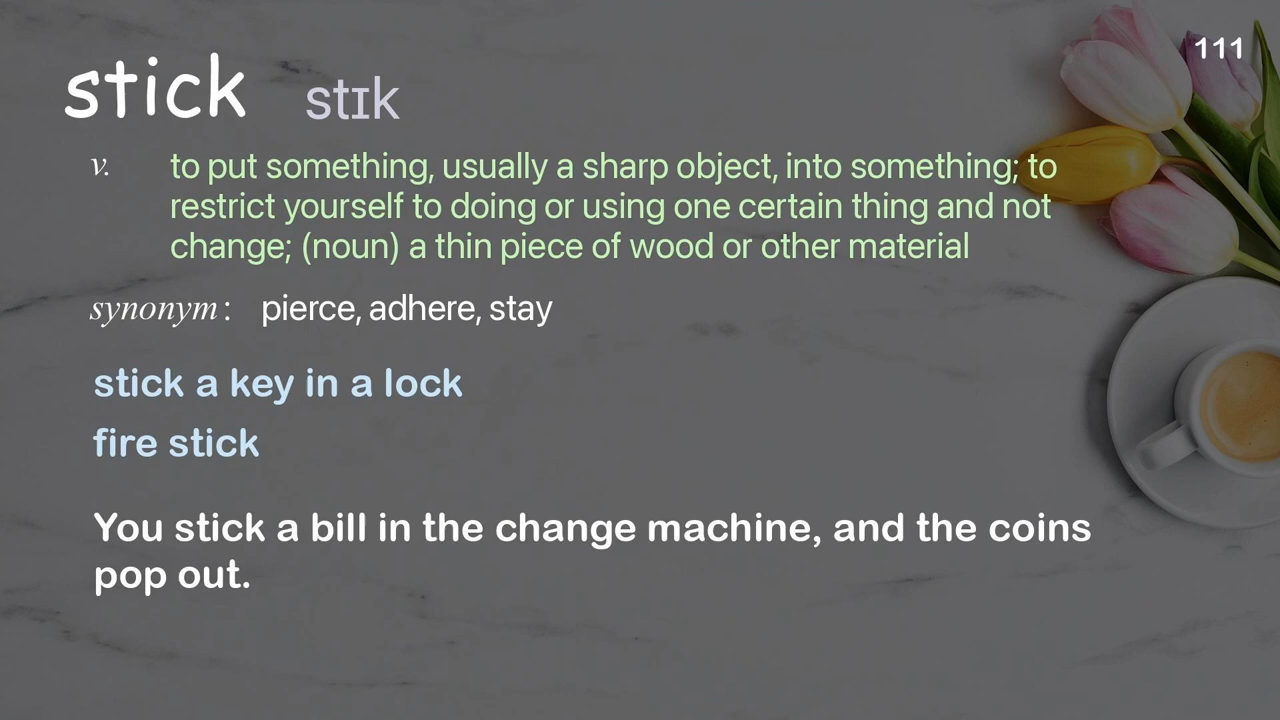 111
stick stɪk
v. to put something, usually a sharp object, into something; to
restrict yourself to doing or using one certain thing and not
change; (noun) a thin piece of wood or other material
synonym: pierce, adhere, stay
stick a key in a lock
fire stick
You stick a bill in the change machine, and the coins
pop out.